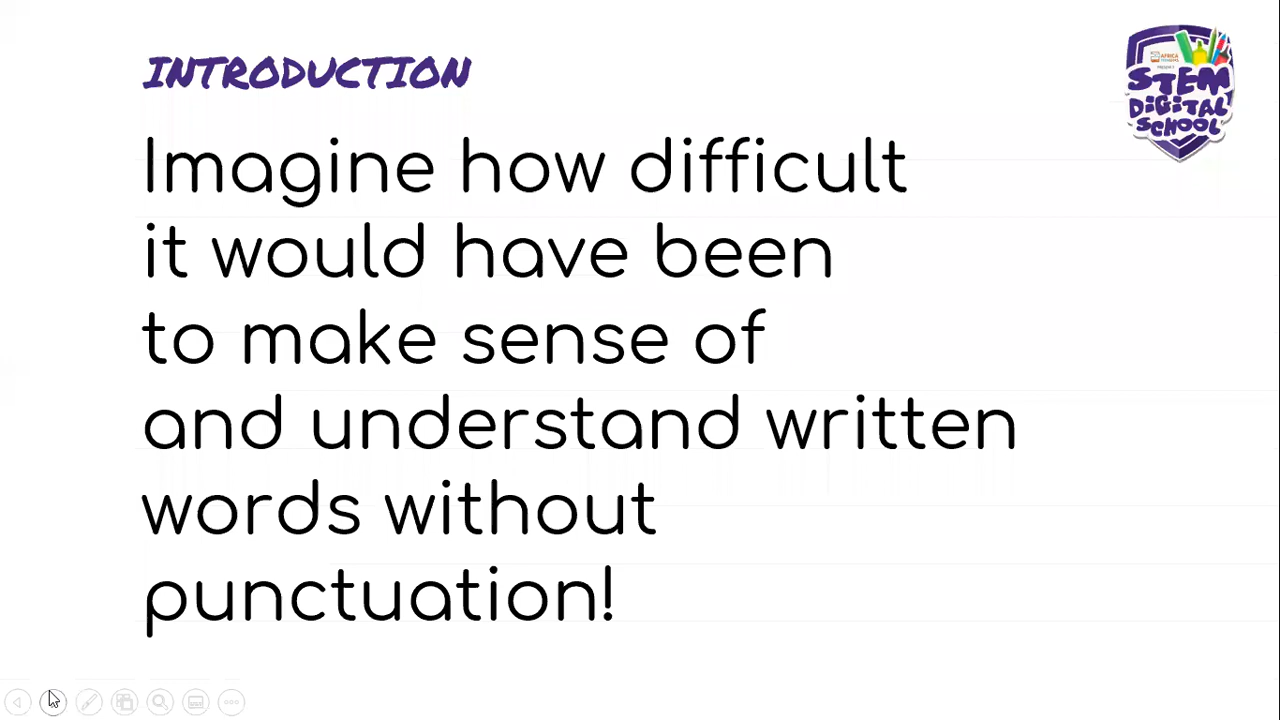 INTRODUCTION
Imagine how difficult
it would have been
to make sense of
and understand written
words without
punctuation!
STEM
DIGITAL
SCHOOL